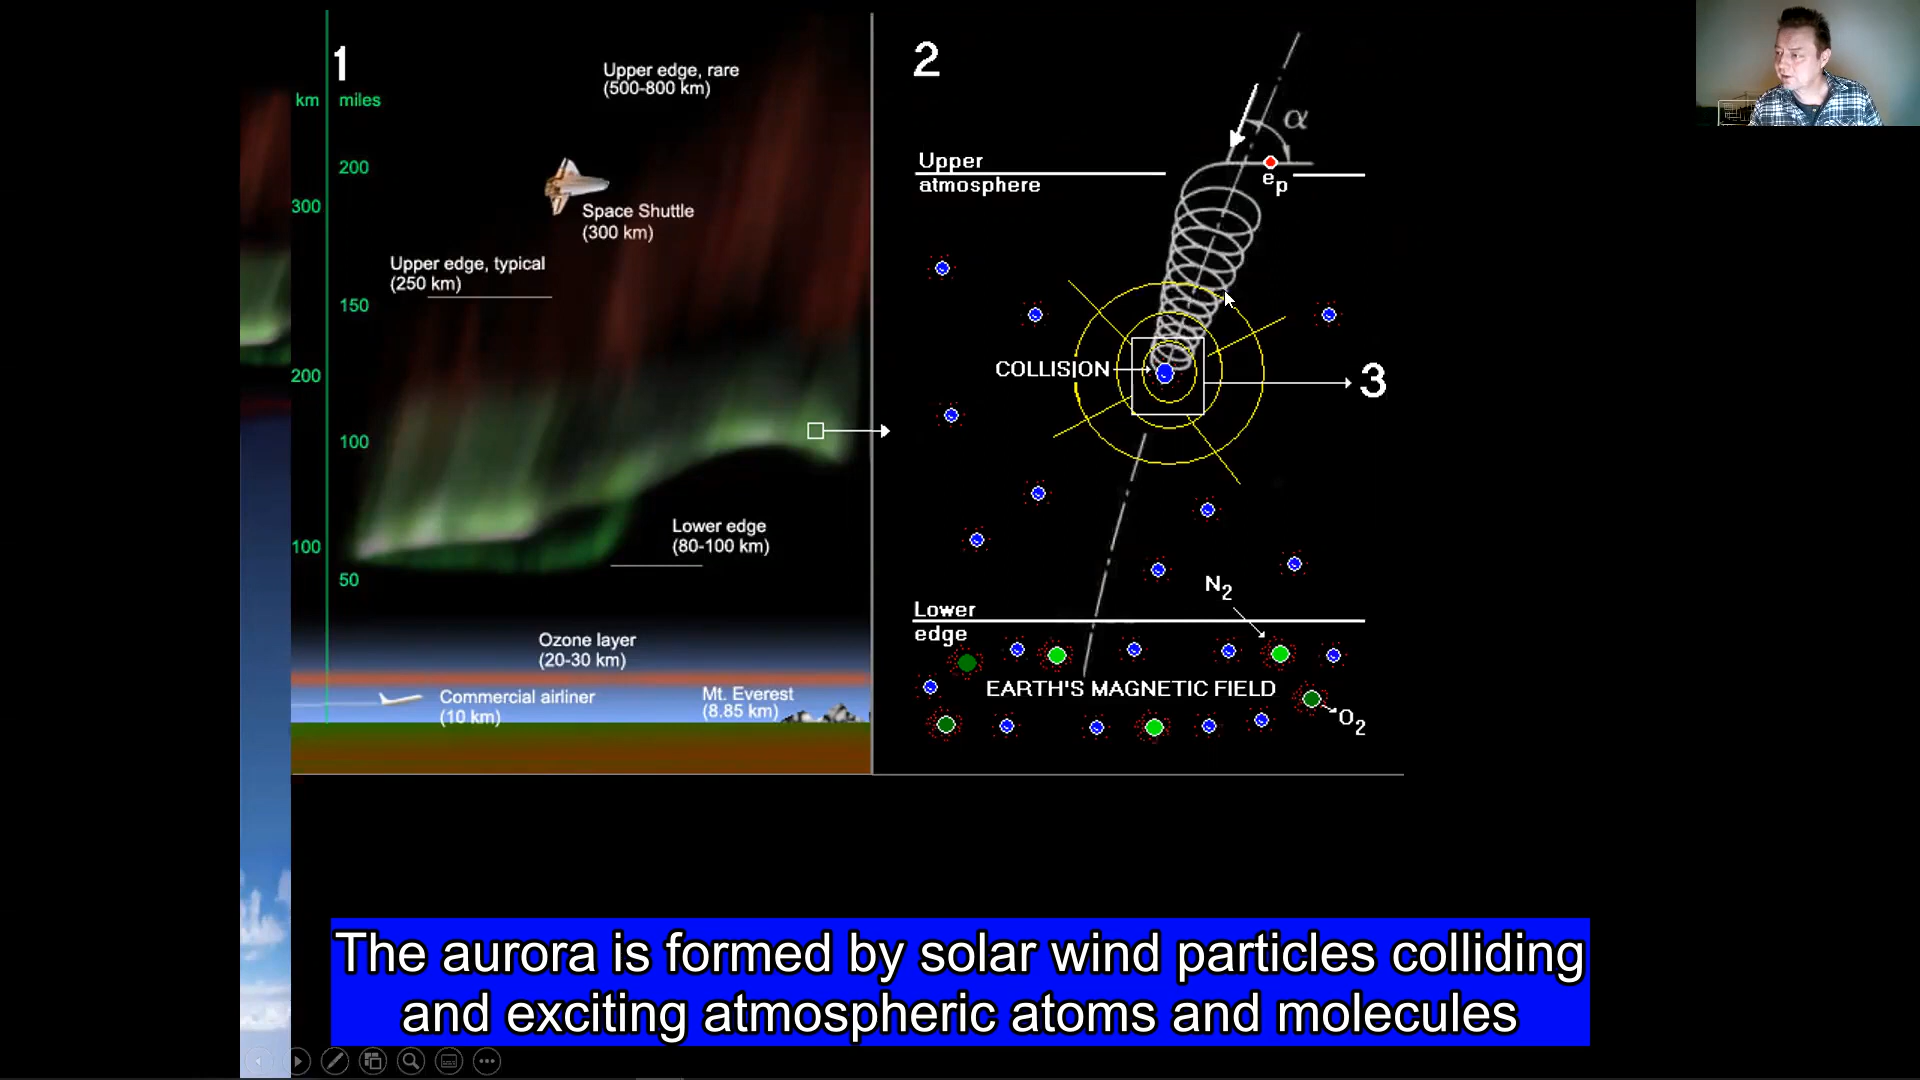 1
km miles
Upper edge, rare
(500-800 km)
200
Space Shuttle
(300 km)
300
Upper edge, typical
(250 km)
150
200
100
Lower edge
(80-100 km)
100
50
Ozone layer
(20-30 km)
Commercial airliner
(10 km)
Mt. Everest
(8.85 km)
2
α
Upper
atmosphere
eₚ
COLLISION
3
N₂
Lower
edge
EARTH'S MAGNETIC FIELD
O₂
The aurora is formed by solar wind particles colliding
and exciting atmospheric atoms and molecules